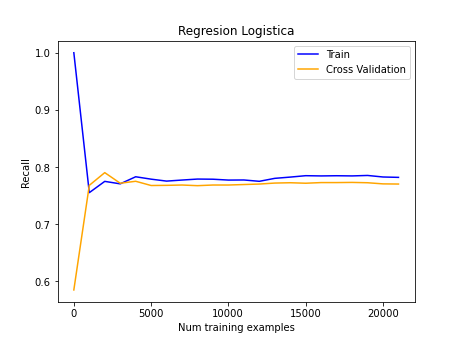 Regresion Logistica
Train
Cross Validation
Recall
1.0
0.9
0.8
0.7
0.6
0
5000
10000
15000
20000
Num training examples